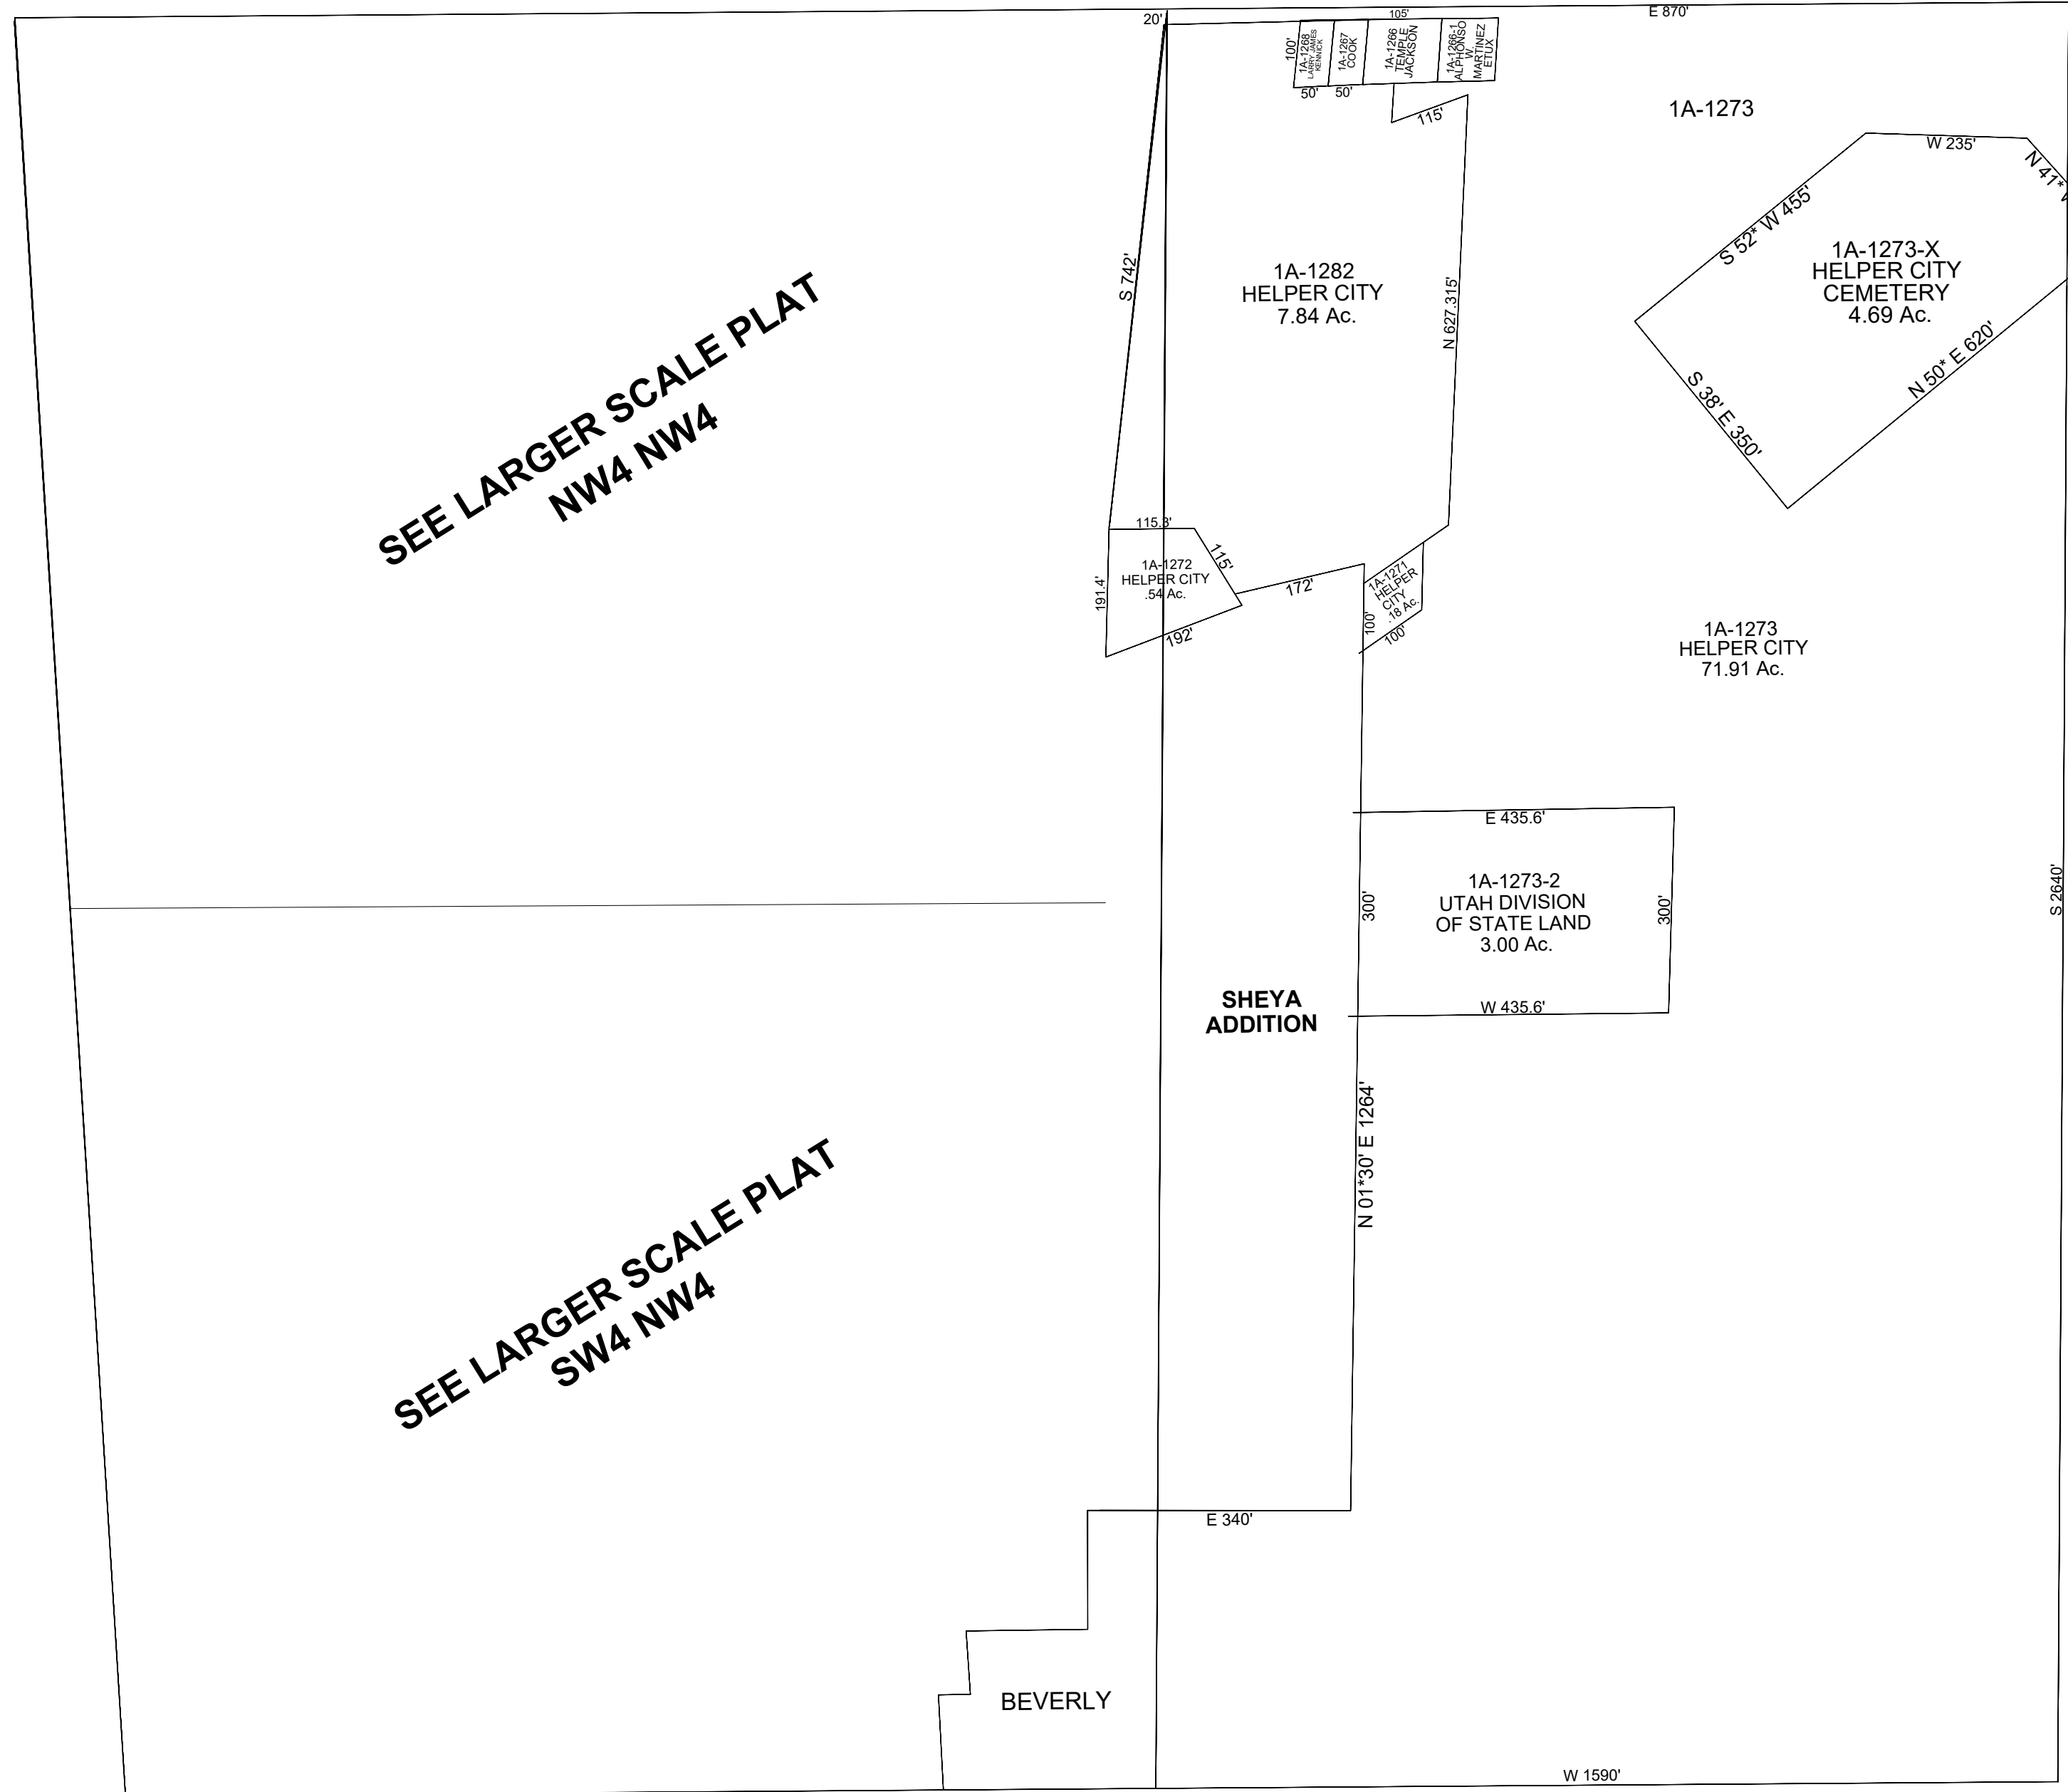 20'
105'
E 870'
100'
1A-1268
LARRY JAMES
KENNICK
1A-1267
COOK
1A-1266
TEMPLE
JACKSON
1A-1266-1
ALPHONSO
W.
MARTINEZ
ETUX
50'
50'
115'
1A-1273
W 235'
N 41*
S 52* W 455'
1A-1273-X
HELPER CITY
CEMETERY
4.69 Ac.
N 50* E 620'
S 38' E 350'
S 742'
1A-1282
HELPER CITY
7.84 Ac.
N 627.315'
SEE LARGER SCALE PLAT
NW4 NW4
115.3'
115'
1A-1272
HELPER CITY
.54 Ac.
191.4'
192'
172'
1A-1271
HELPER
CITY
.18 Ac.
100'
100'
1A-1273
HELPER CITY
71.91 Ac.
E 435.6'
1A-1273-2
UTAH DIVISION
OF STATE LAND
3.00 Ac.
300'
300'
W 435.6'
S 2640'
SHEYA
ADDITION
N 01*30' E 1264'
SEE LARGER SCALE PLAT
SW4 NW4
E 340'
BEVERLY
W 1590'